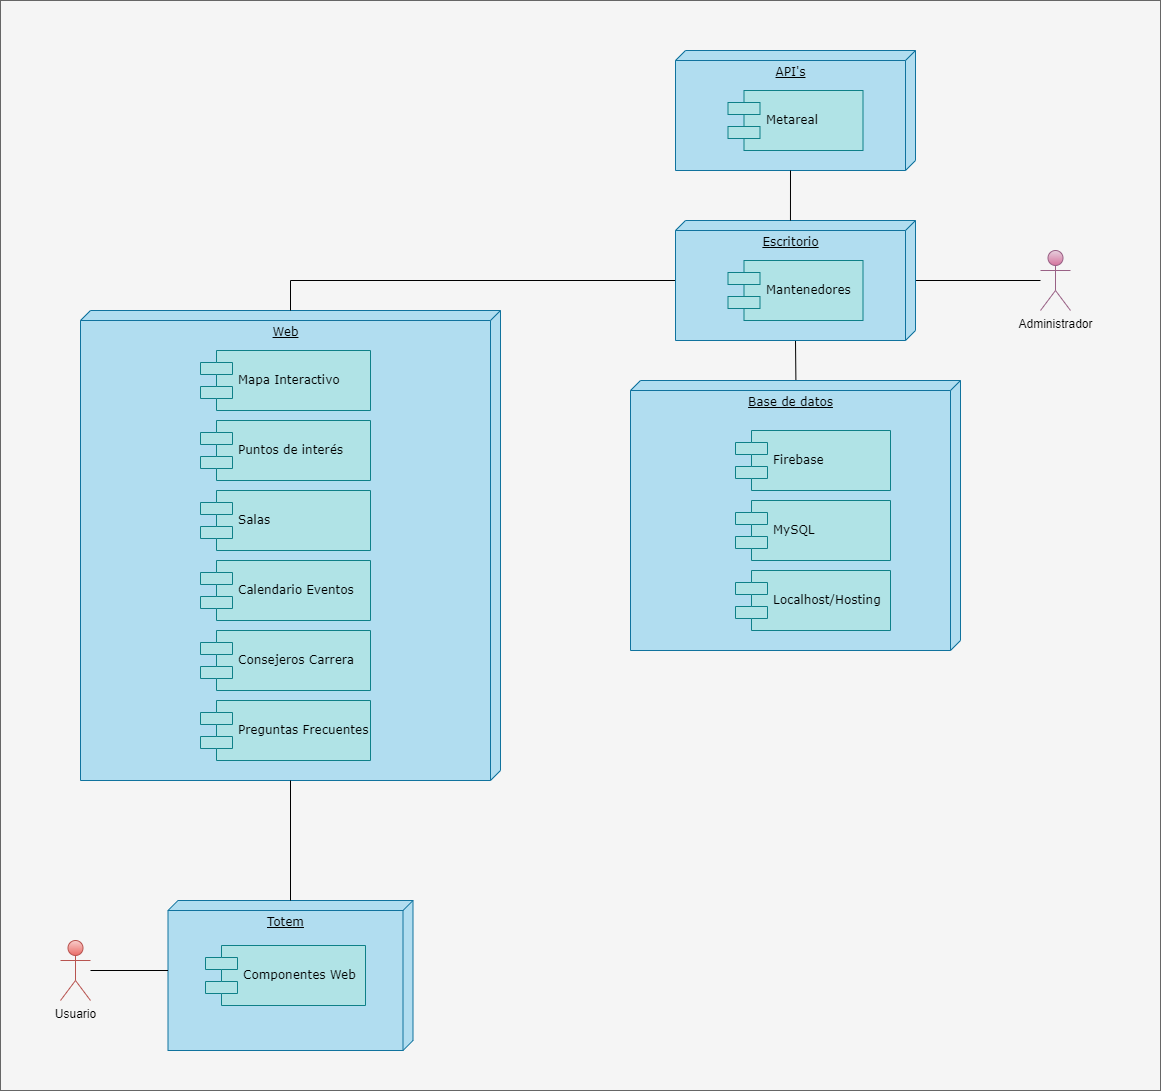 API's
Metareal
Escritorio
Mantenedores
Administrador
Web
Mapa Interactivo
Puntos de interés
Salas
Calendario Eventos
Consejeros Carrera
Preguntas Frecuentes
Base de datos
Firebase
MySQL
Localhost/Hosting
Totem
Componentes Web
Usuario